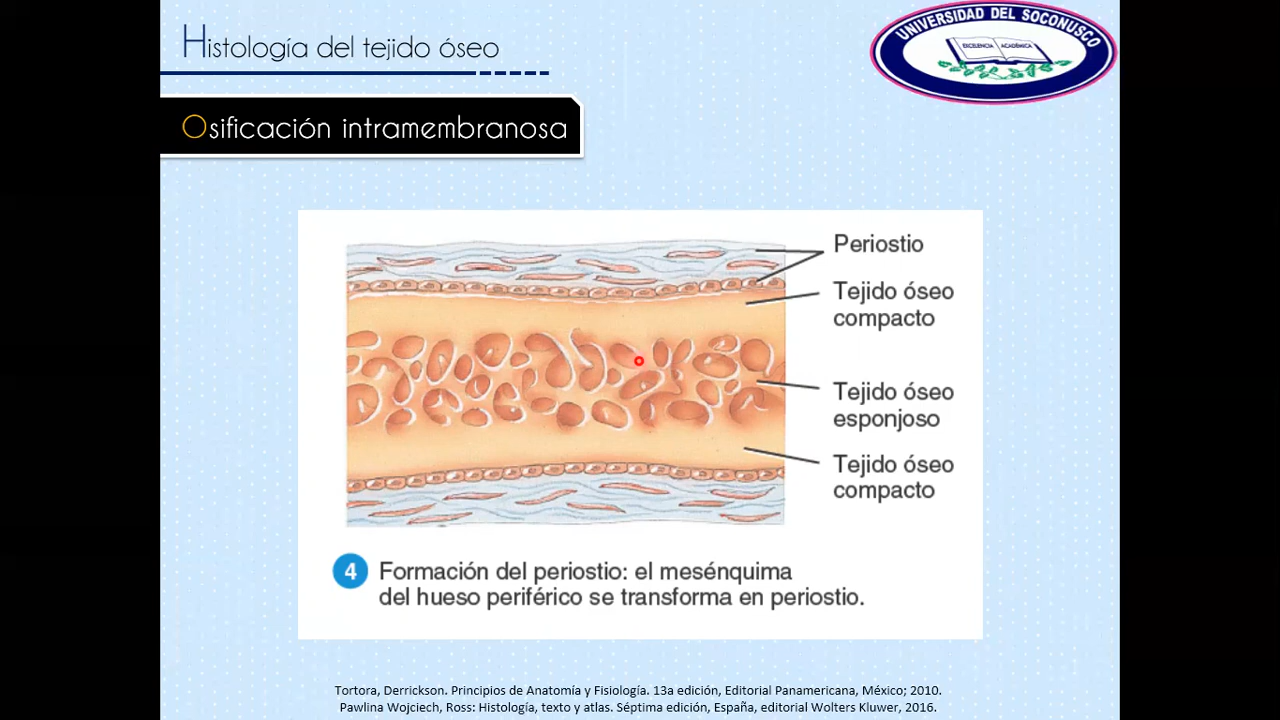 Histología del tejido óseo
UNIVERSIDAD DEL SOCONUSCO
EXCELENCIA ACADÉMICA
Osificación intramembranosa
Periostio
Tejido óseo
compacto
Tejido óseo
esponjoso
Tejido óseo
compacto
4 Formación del periostio: el mesénquima
del hueso periférico se transforma en periostio.
Tortora, Derrickson. Principios de Anatomía y Fisiología. 13a edición, Editorial Panamericana, México; 2010.
Pawlina Wojciech, Ross: Histología, texto y atlas. Séptima edición, España, editorial Wolters Kluwer, 2016.